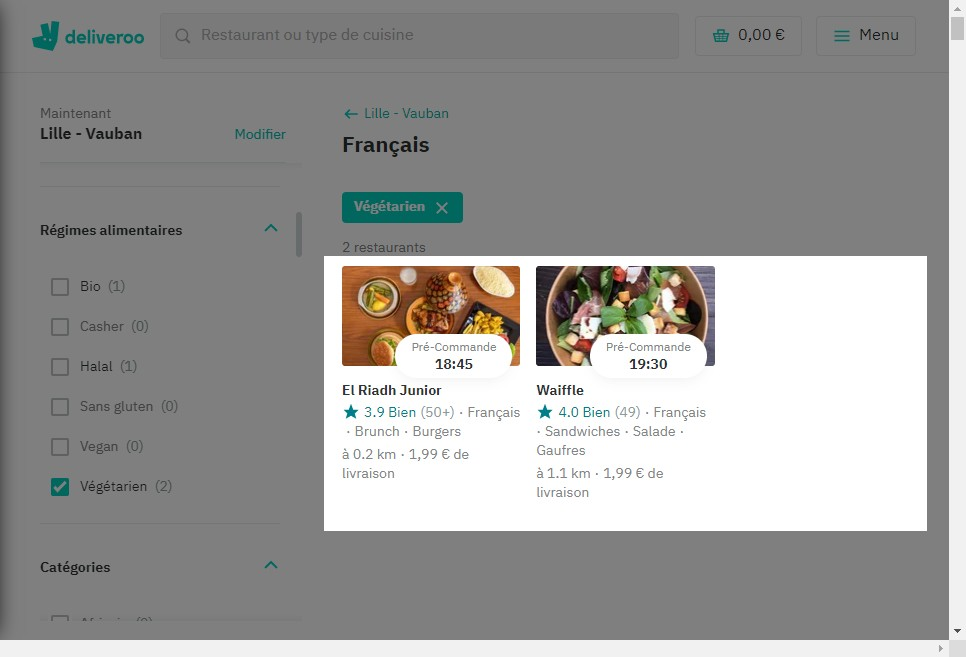 deliveroo
Restaurant ou type de cuisine
0,00 €
Menu
Maintenant
Lille - Vauban
Modifier
Régimes alimentaires
Bio (1)
Casher (0)
Halal (1)
Sans gluten (0)
Vegan (0)
Végétarien (2)
Catégories
← Lille - Vauban
Français
Végétarien
2 restaurants
Pré-Commande
18:45
El Riadh Junior
3.9 Bien (50+) · Français
· Brunch · Burgers
à 0.2 km · 1,99 € de
livraison
Pré-Commande
19:30
Waiffle
4.0 Bien (49) · Français
· Sandwiches · Salade ·
Gaufres
à 1.1 km · 1,99 € de
livraison